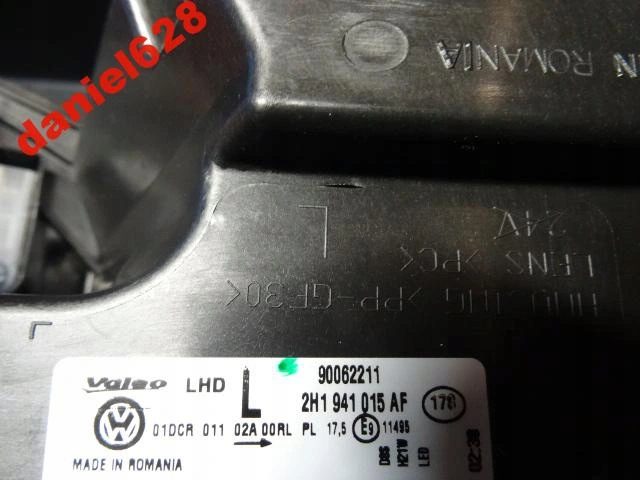 daniel628
N ROMANIA
L
24V
LENS >PC<
HOUSING >PP-GF30<
Valeo LHD L 90062211
2H1 941 015 AF 176
01DCR 011 02A 00RL PL 17,5 E9 11495
D8S
H21W
LED
02:38
MADE IN ROMANIA